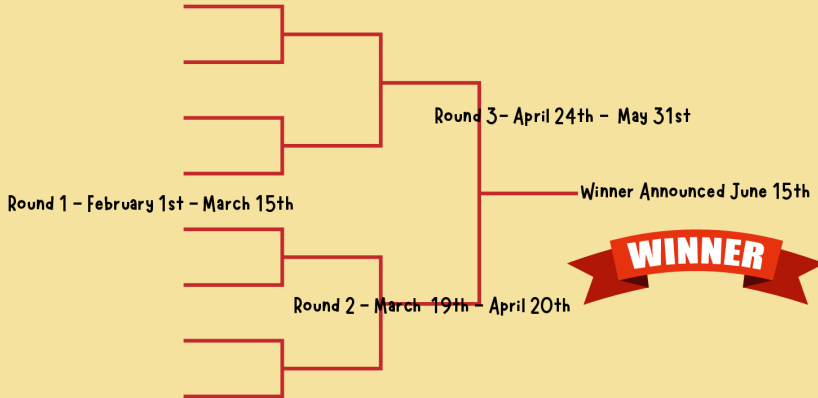 Round 3- April 24th - May 31st
Winner Announced June 15th
Round 1 - February 1st - March 15th
WINNER
Round 2 - March 19th - April 20th